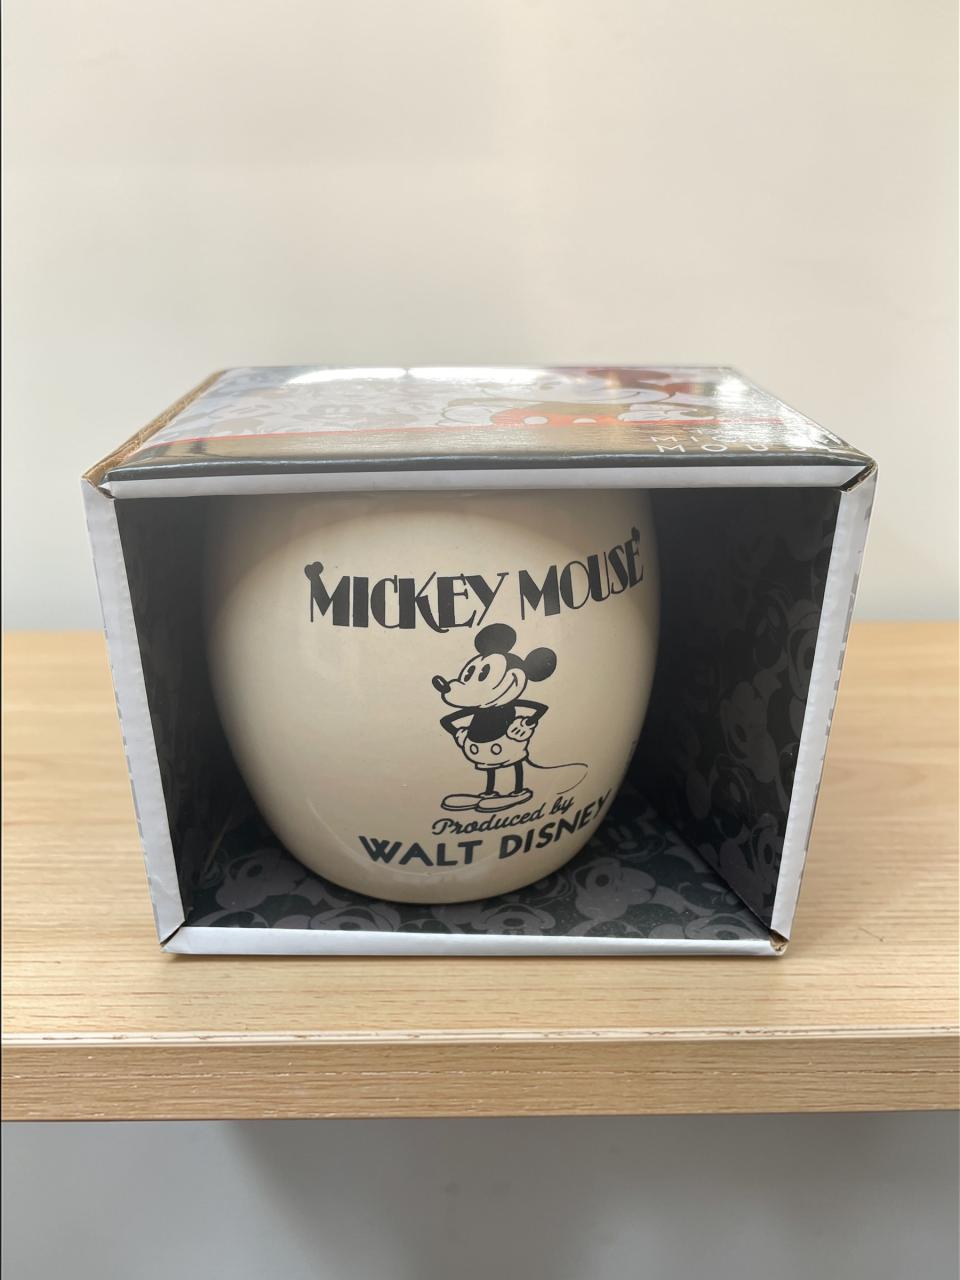 MICKEY MOUSE
Produced by
WALT DISNEY